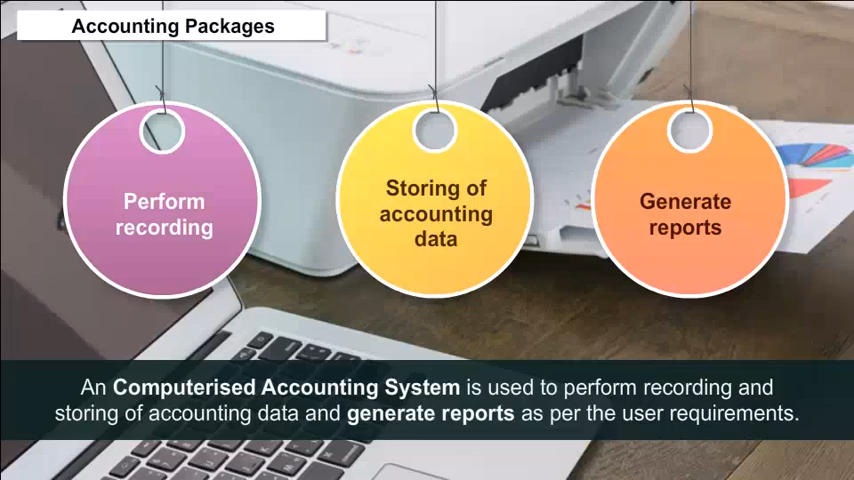 Accounting Packages
Perform
recording
Storing of
accounting
data
Generate
reports
An Computerised Accounting System is used to perform recording and
storing of accounting data and generate reports as per the user requirements.